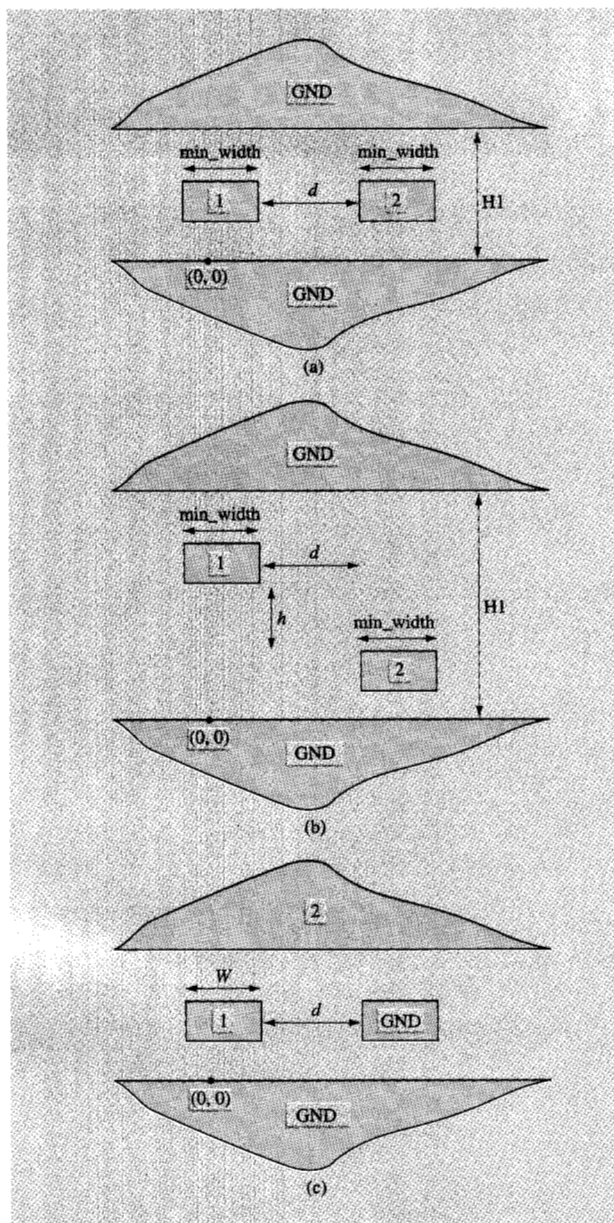 GND
min_width min_width
1 d 2 H1
(0, 0)
GND
(a)
GND
min_width
1 d
h H1
min_width
2
(0, 0)
GND
(b)
2
W
1 d GND
(0, 0)
GND
(c)